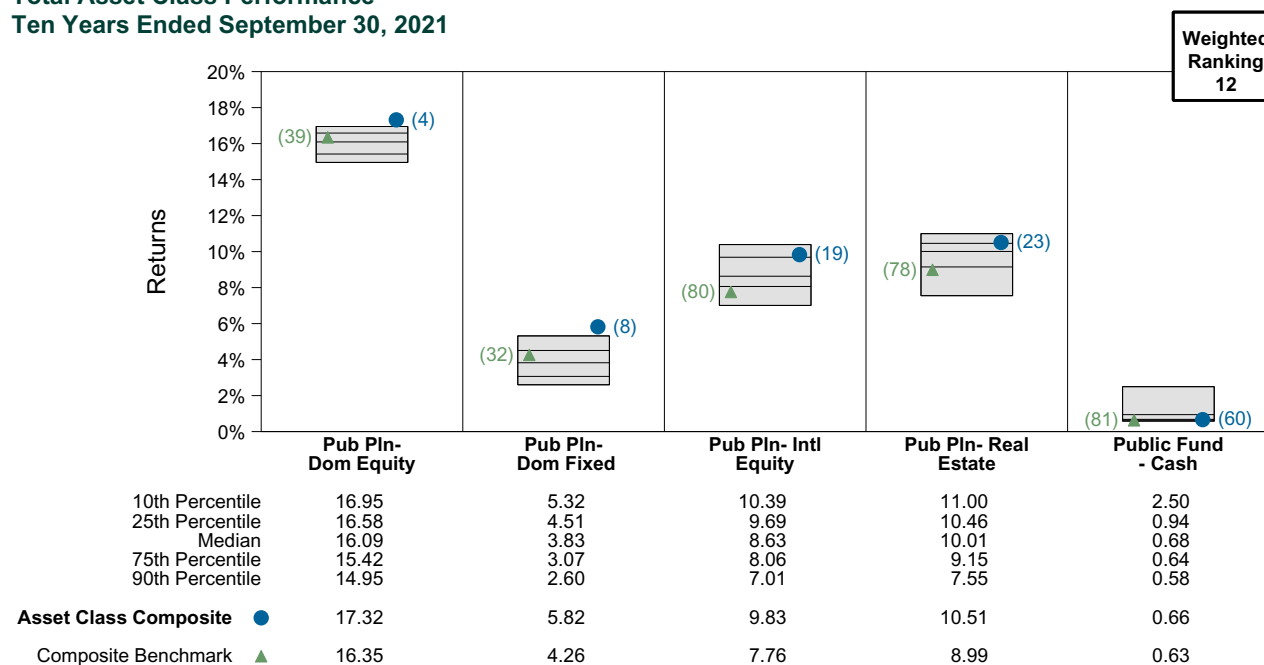 Total Asset Class Performance
Ten Years Ended September 30, 2021
Weighted
Ranking
12
20%
18%
16%
14%
12%
10%
8%
6%
4%
2%
0%
Returns
(39) (4)
(32) (8)
(80) (19)
(78) (23)
(81) (60)
Pub Pln- Dom Equity
Pub Pln- Dom Fixed
Pub Pln- Intl Equity
Pub Pln- Real Estate
Public Fund - Cash
10th Percentile 16.95 5.32 10.39 11.00 2.50
25th Percentile 16.58 4.51 9.69 10.46 0.94
Median 16.09 3.83 8.63 10.01 0.68
75th Percentile 15.42 3.07 8.06 9.15 0.64
90th Percentile 14.95 2.60 7.01 7.55 0.58
Asset Class Composite 17.32 5.82 9.83 10.51 0.66
Composite Benchmark 16.35 4.26 7.76 8.99 0.63